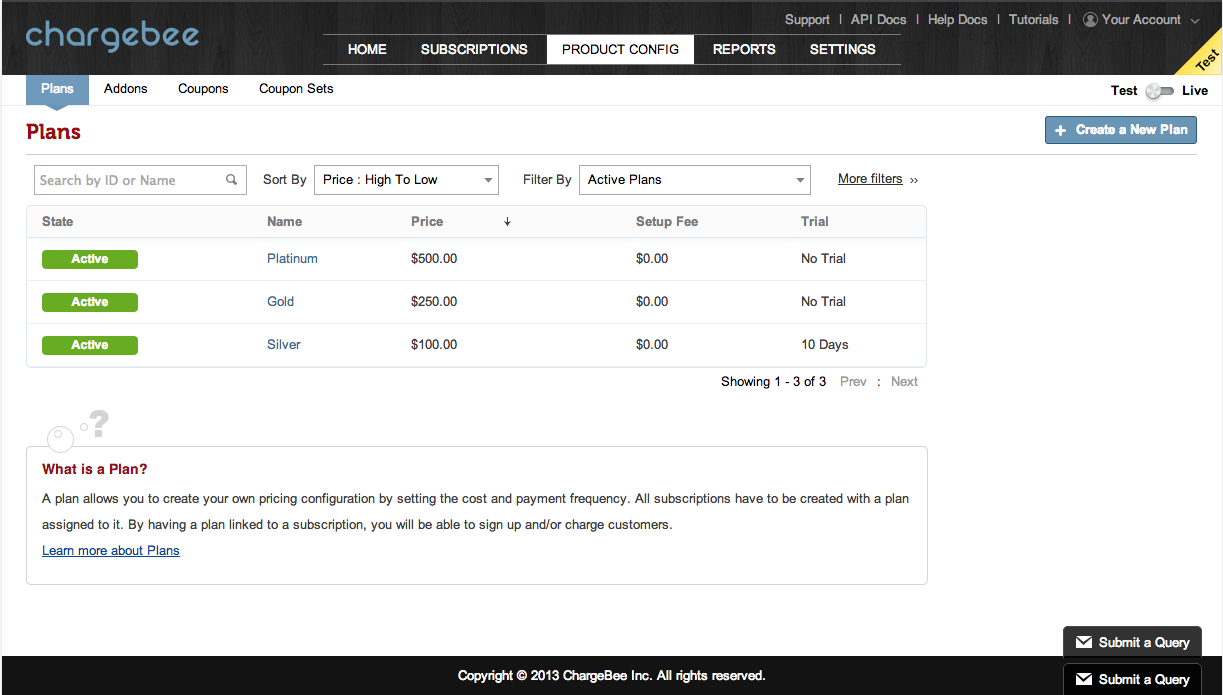 chargebee
Support | API Docs | Help Docs | Tutorials | Your Account
HOME SUBSCRIPTIONS PRODUCT CONFIG REPORTS SETTINGS
Test
Plans Addons Coupons Coupon Sets
Test Live
Plans
+ Create a New Plan
Search by ID or Name
Sort By Price : High To Low
Filter By Active Plans
More filters ››
State Name Price ↓ Setup Fee Trial
Active Platinum $500.00 $0.00 No Trial
Active Gold $250.00 $0.00 No Trial
Active Silver $100.00 $0.00 10 Days
Showing 1 - 3 of 3 Prev : Next
?
What is a Plan?
A plan allows you to create your own pricing configuration by setting the cost and payment frequency. All subscriptions have to be created with a plan
assigned to it. By having a plan linked to a subscription, you will be able to sign up and/or charge customers.
Learn more about Plans
Submit a Query
Copyright © 2013 ChargeBee Inc. All rights reserved.
Submit a Query